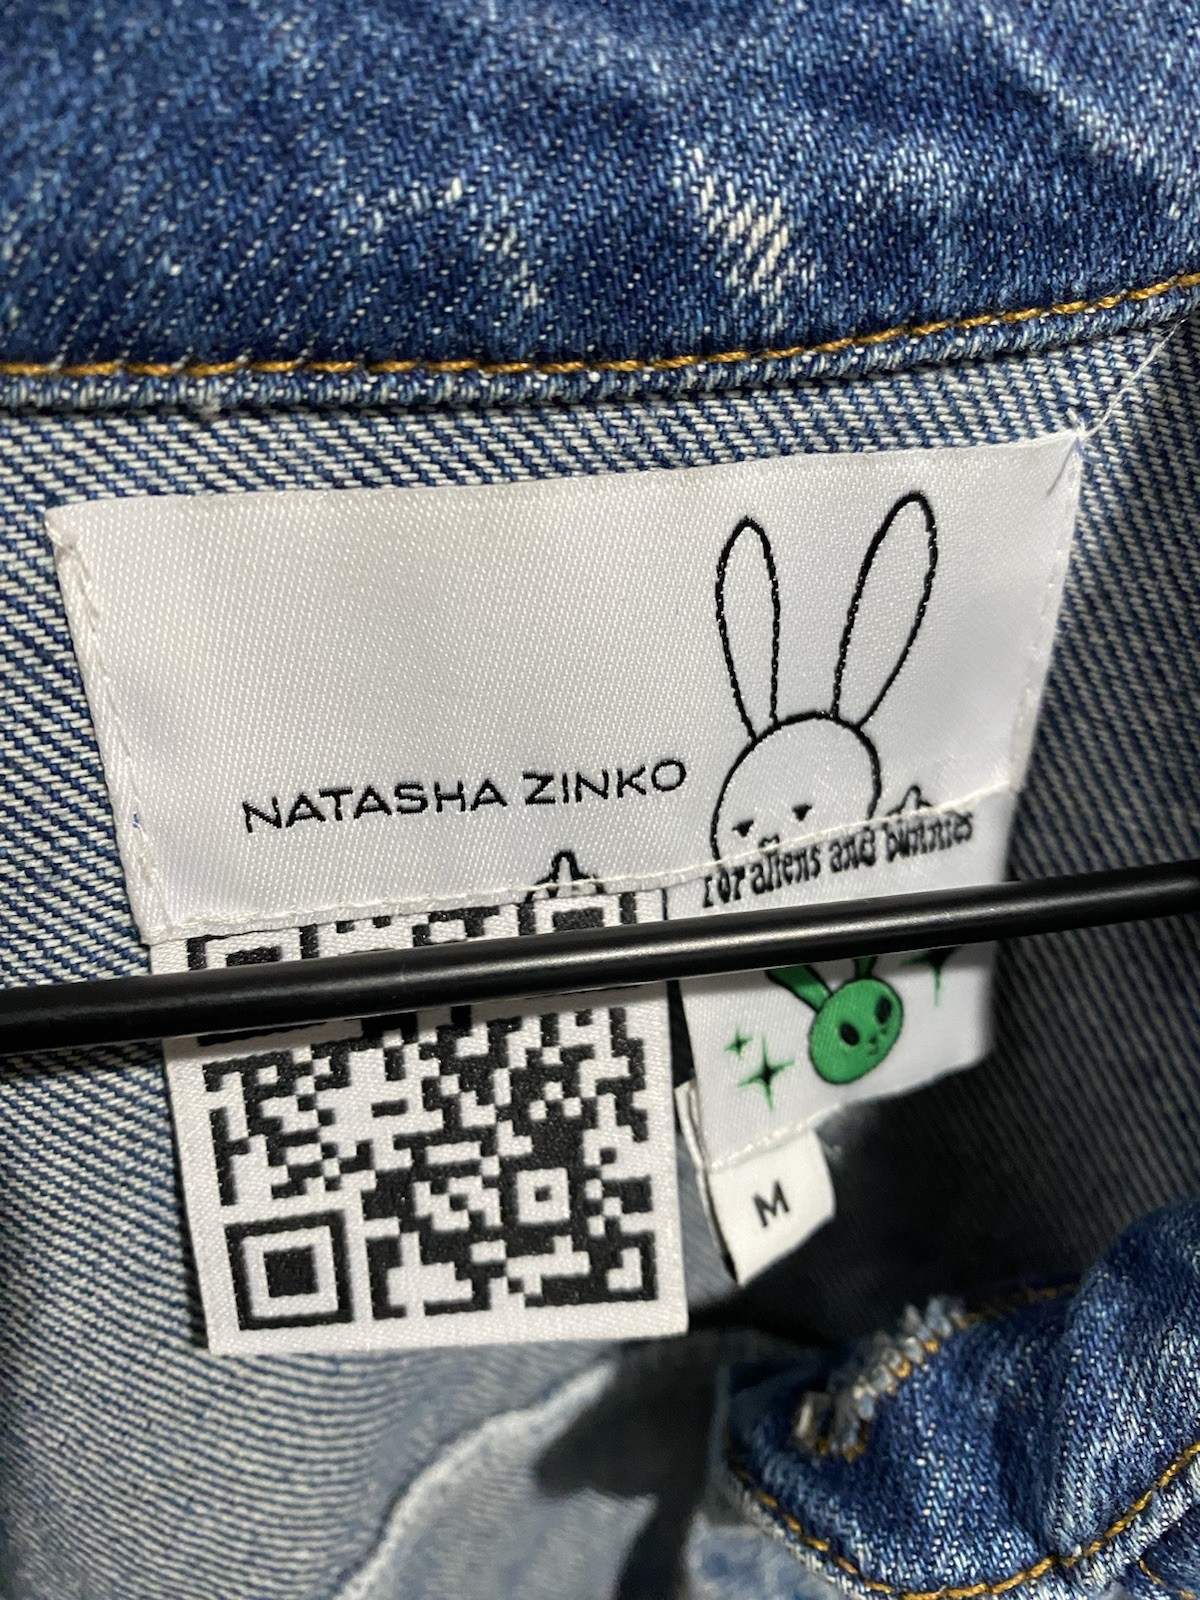 NATASHA ZINKO
for aliens and bunnies
M